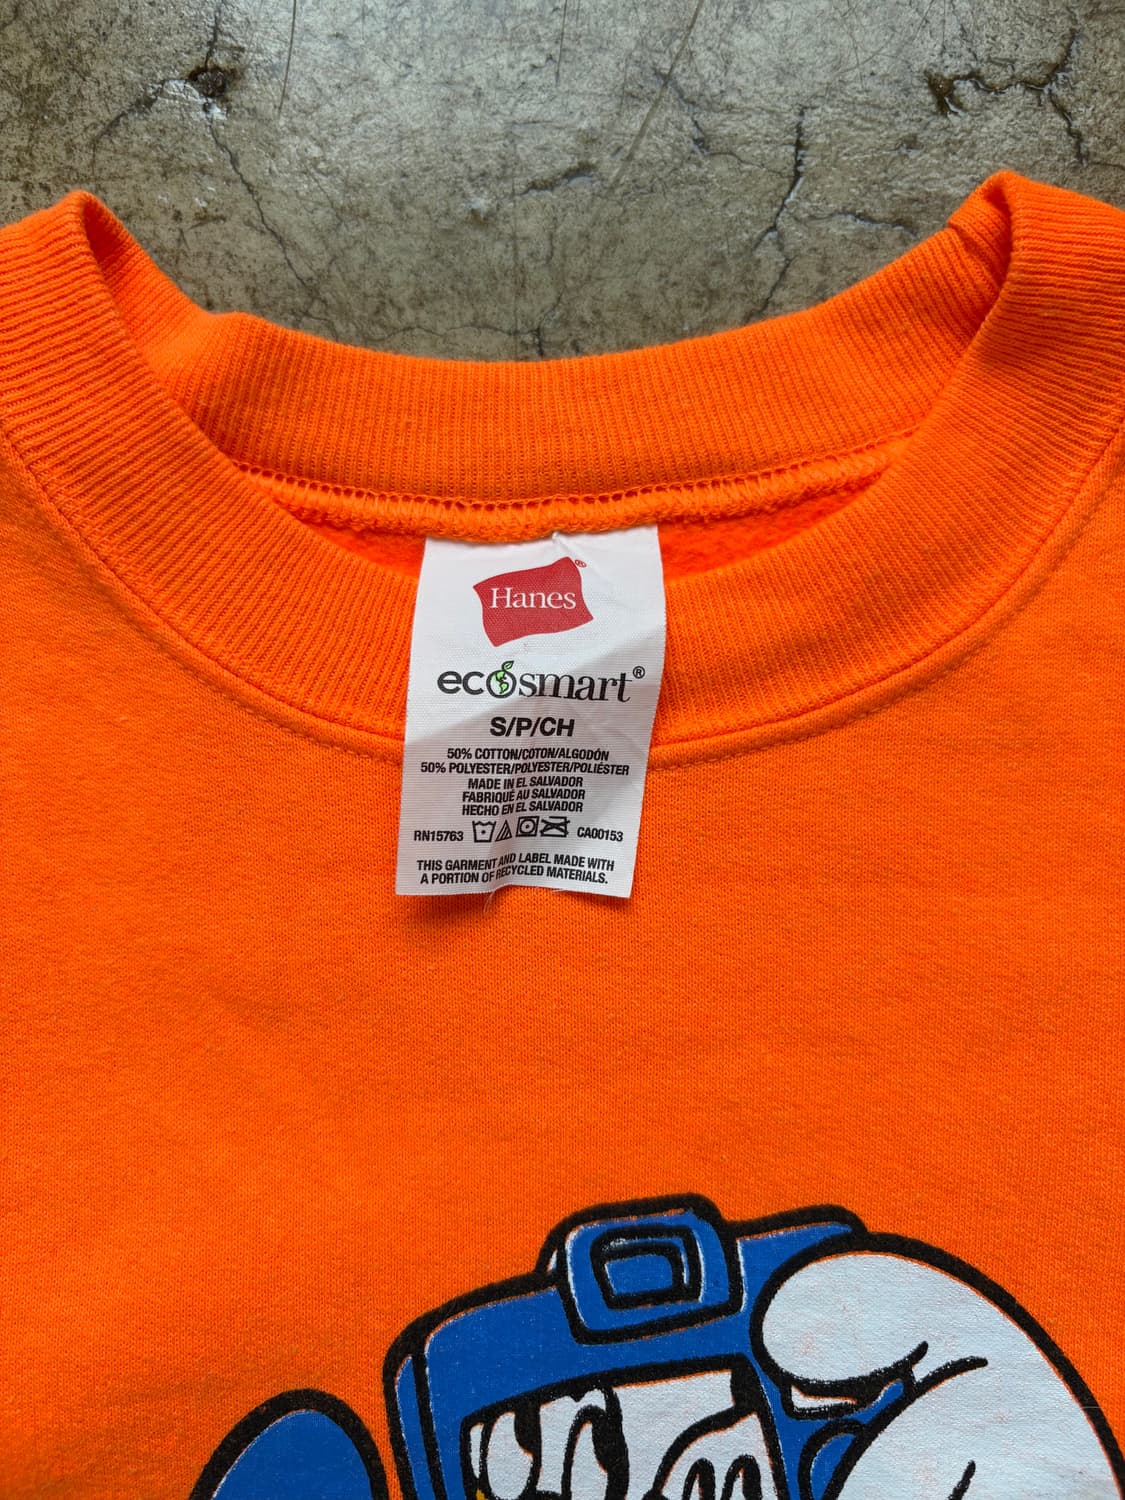 Hanes®
ecosmart®
S/P/CH
50% COTTON/COTON/ALGODÓN
50% POLYESTER/POLYESTER/POLIÉSTER
MADE IN EL SALVADOR
FABRIQUÉ AU SALVADOR
HECHO EN EL SALVADOR
RN15763 CA00153
THIS GARMENT AND LABEL MADE WITH
A PORTION OF RECYCLED MATERIALS.